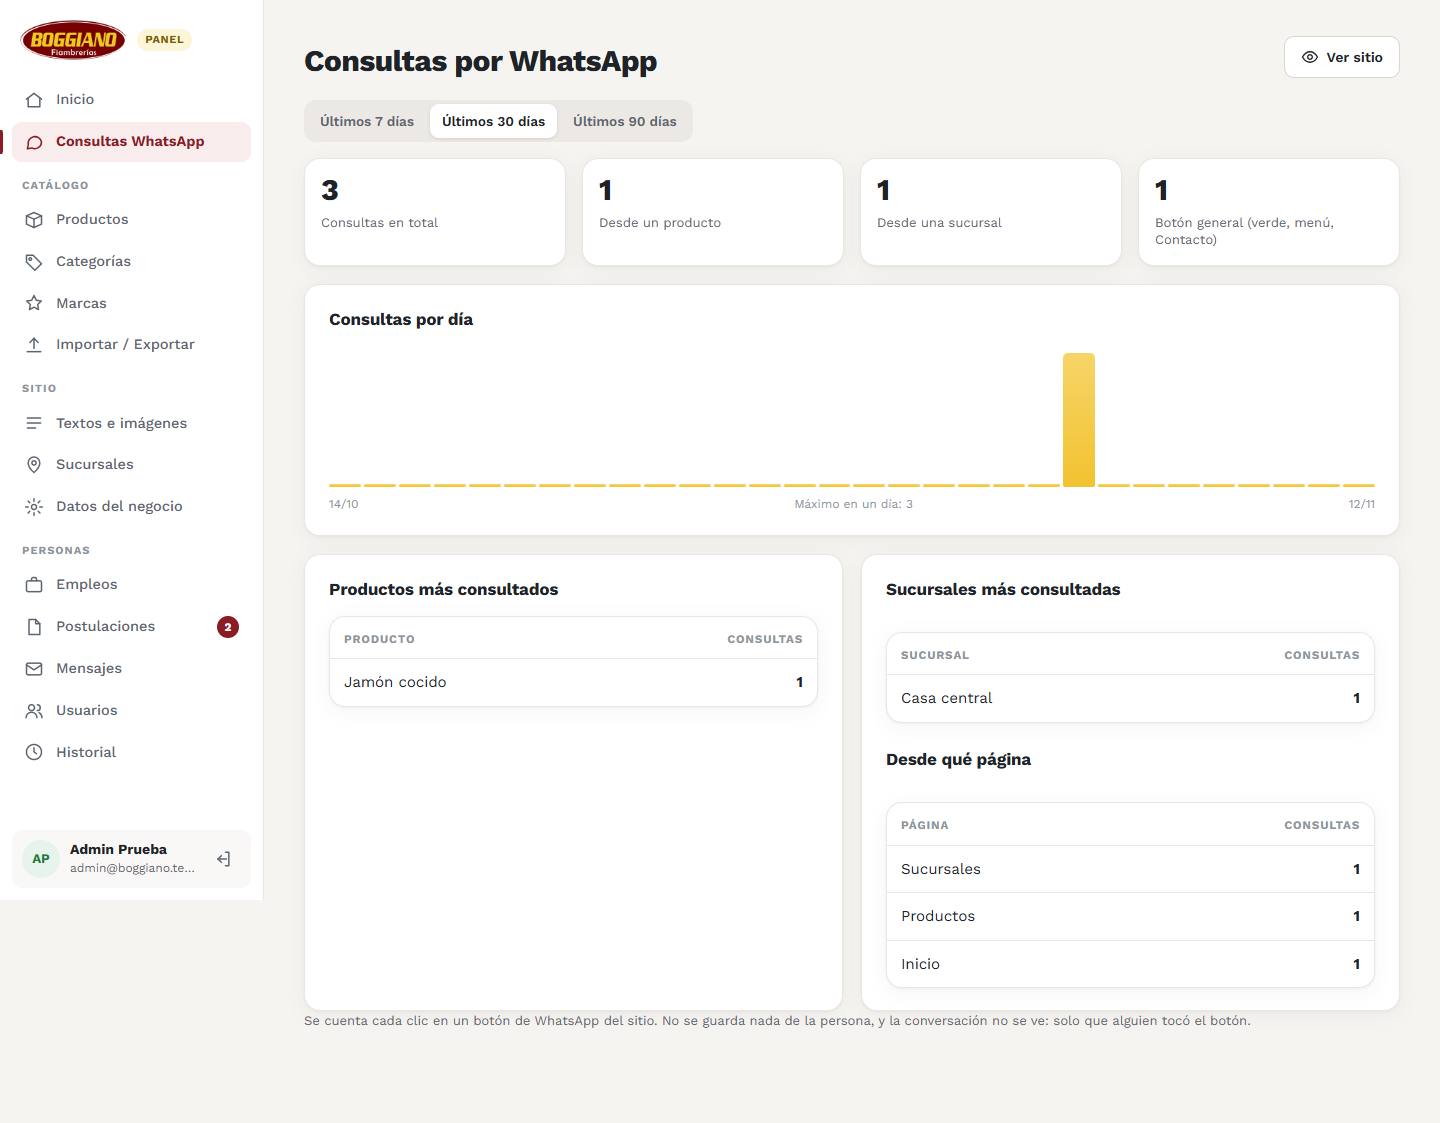 BOGGIANO
Fiambrerías
PANEL
Inicio
Consultas WhatsApp
CATÁLOGO
Productos
Categorías
Marcas
Importar / Exportar
SITIO
Textos e imágenes
Sucursales
Datos del negocio
PERSONAS
Empleos
Postulaciones 2
Mensajes
Usuarios
Historial
AP
Admin Prueba
admin@boggiano.te...
Consultas por WhatsApp
Ver sitio
Últimos 7 días Últimos 30 días Últimos 90 días
3
Consultas en total
1
Desde un producto
1
Desde una sucursal
1
Botón general (verde, menú,
Contacto)
Consultas por día
14/10 Máximo en un día: 3 12/11
Productos más consultados
PRODUCTO CONSULTAS
Jamón cocido 1
Sucursales más consultadas
SUCURSAL CONSULTAS
Casa central 1
Desde qué página
PÁGINA CONSULTAS
Sucursales 1
Productos 1
Inicio 1
Se cuenta cada clic en un botón de WhatsApp del sitio. No se guarda nada de la persona, y la conversación no se ve: solo que alguien tocó el botón.